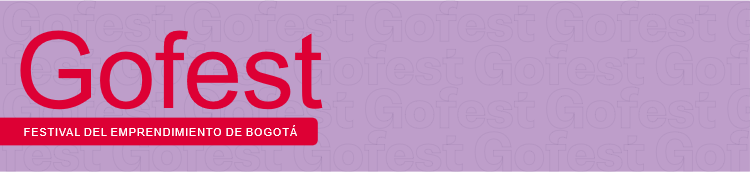 Gofest
FESTIVAL DEL EMPRENDIMIENTO DE BOGOTÁ